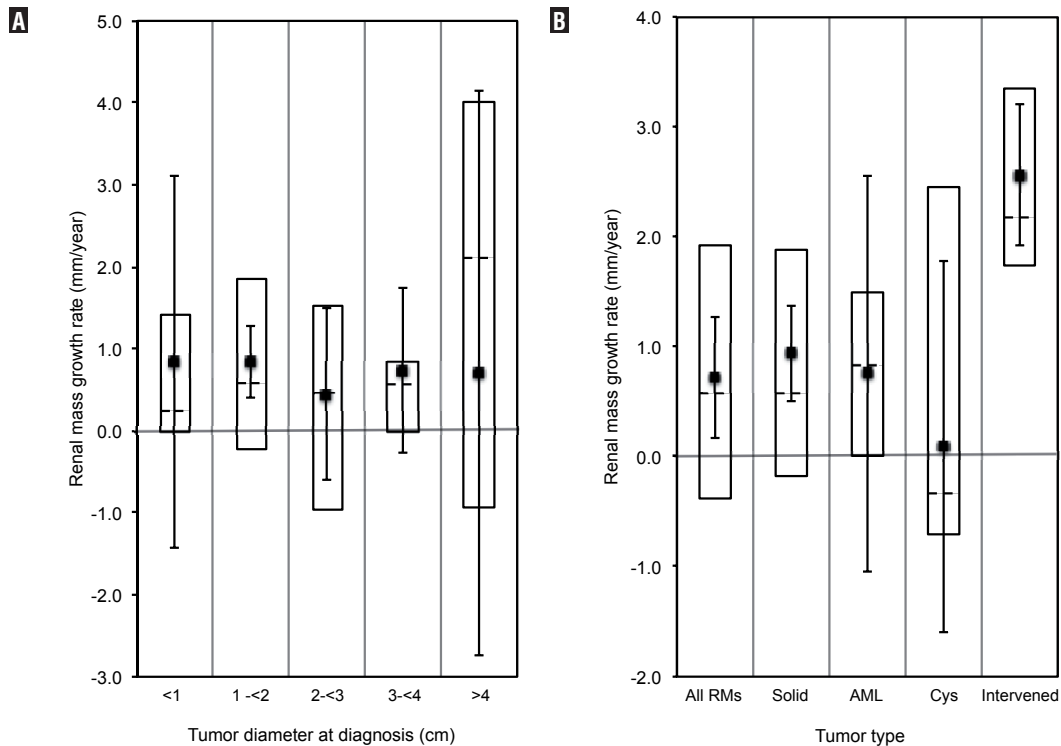 A
Renal mass growth rate (mm/year)
5.0
4.0
3.0
2.0
1.0
0.0
-1.0
-2.0
-3.0
<1 1 -<2 2-<3 3-<4 >4
Tumor diameter at diagnosis (cm)
B
Renal mass growth rate (mm/year)
4.0
3.0
2.0
1.0
0.0
-1.0
-2.0
All RMs Solid AML Cys Intervened
Tumor type